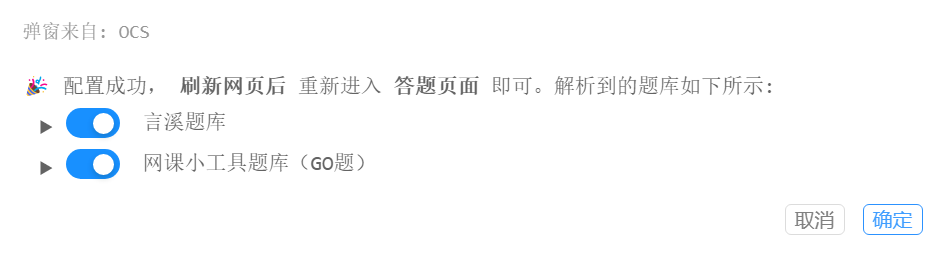 弹窗来自：OCS
🎉 配置成功， 刷新网页后 重新进入 答题页面 即可。解析到的题库如下所示：
言溪题库
网课小工具题库（GO题）
取消 确定